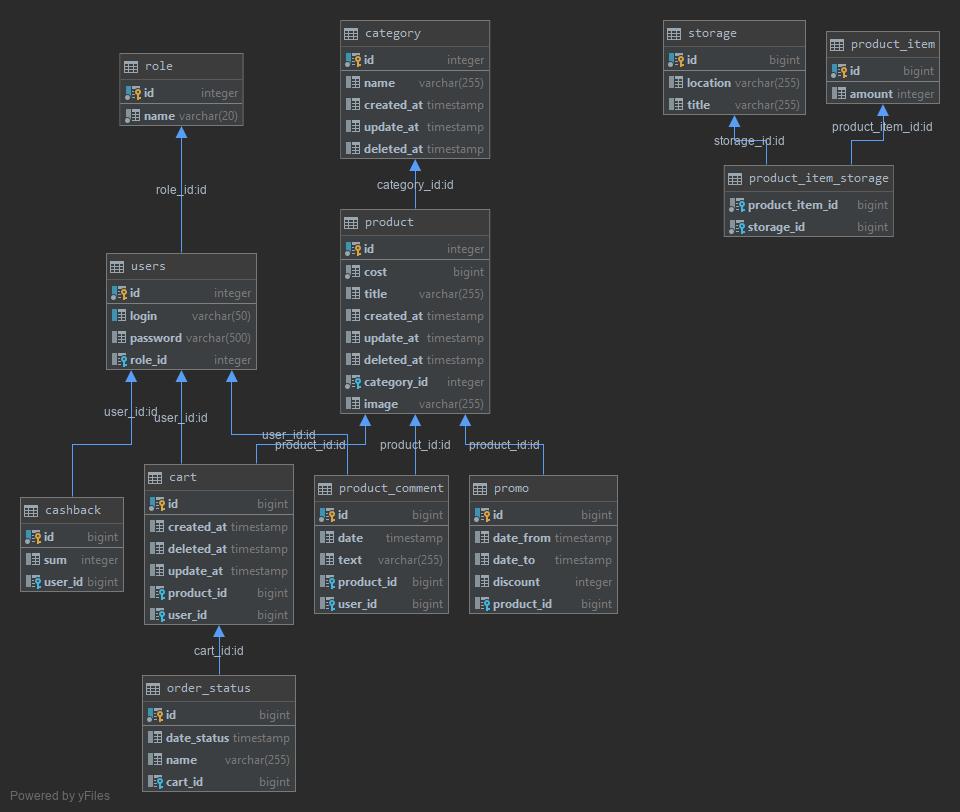 role
id integer
name varchar(20)
category
id integer
name varchar(255)
created_at timestamp
update_at timestamp
deleted_at timestamp
storage
id bigint
location varchar(255)
title varchar(255)
product_item
id bigint
amount integer
storage_id:id
product_item_id:id
product_item_storage
product_item_id bigint
storage_id bigint
role_id:id
category_id:id
product
id integer
cost bigint
title varchar(255)
created_at timestamp
update_at timestamp
deleted_at timestamp
category_id integer
image varchar(255)
users
id integer
login varchar(50)
password varchar(500)
role_id integer
user_id:id
user_id:id
user_id:id
product_id:id
product_id:id
product_id:id
cashback
id bigint
sum integer
user_id bigint
cart
id bigint
created_at timestamp
deleted_at timestamp
update_at timestamp
product_id bigint
user_id bigint
product_comment
id bigint
date timestamp
text varchar(255)
product_id bigint
user_id bigint
promo
id bigint
date_from timestamp
date_to timestamp
discount integer
product_id bigint
cart_id:id
order_status
id bigint
date_status timestamp
name varchar(255)
cart_id bigint
Powered by yFiles